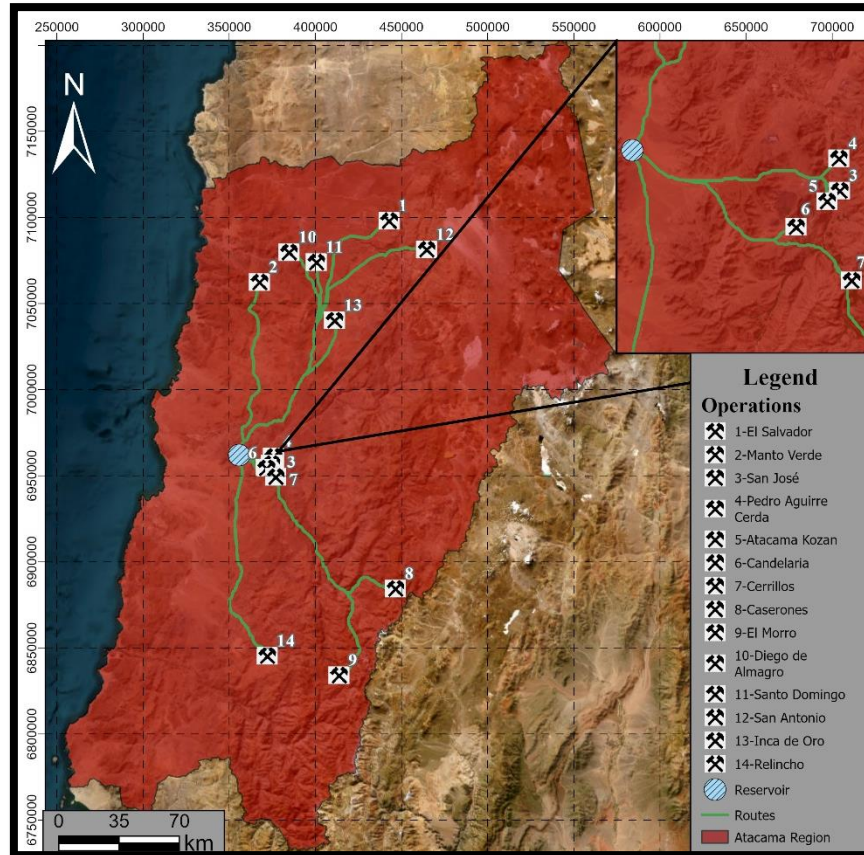 250000 300000 350000 400000 450000 500000 550000 600000 650000 700000
7150000
7100000
7050000
7000000
6950000
6900000
6850000
6800000
6750000
N
1
10
12
11
2
13
6
3
7
8
14
9
4
3
5
6
7
0 35 70
km
Legend
Operations
1-El Salvador
2-Manto Verde
3-San José
4-Pedro Aguirre
Cerda
5-Atacama Kozan
6-Candelaria
7-Cerrillos
8-Caserones
9-El Morro
10-Diego de
Almagro
11-Santo Domingo
12-San Antonio
13-Inca de Oro
14-Relincho
Reservoir
Routes
Atacama Region